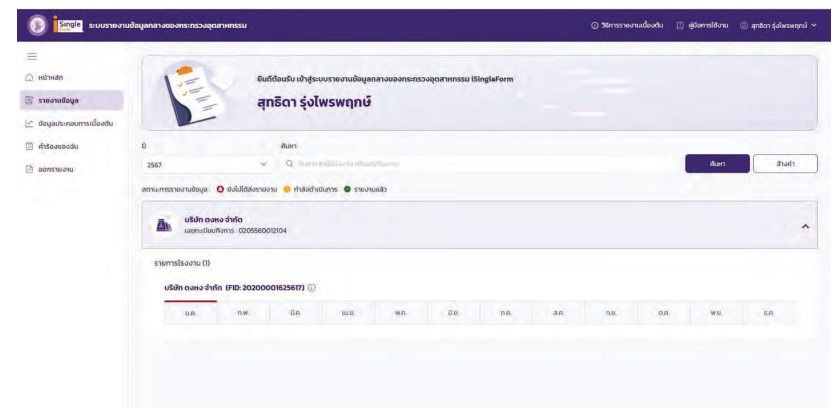 iSingle Form ระบบรายงานข้อมูลกลางของกระทรวงอุตสาหกรรม
วิธีการรายงานเบื้องต้น
คู่มือการใช้งาน
สุทธิดา รุ่งไพรพฤกษ์
หน้าหลัก
รายงานข้อมูล
ข้อมูลประกอบการเบื้องต้น
คำร้องของฉัน
ออกรายงาน
ยินดีต้อนรับ เข้าสู่ระบบรายงานข้อมูลกลางของกระทรวงอุตสาหกรรม iSingleForm
สุทธิดา รุ่งไพรพฤกษ์
ปี
ค้นหา
2567
ค้นหา
ล้างค่า
สถานะการรายงานข้อมูล : ยังไม่ได้ส่งรายงาน กำลังดำเนินการ รายงานแล้ว
บริษัท ตงหง จำกัด
เลขทะเบียนกิจการ : 0205560012104
รายการโรงงาน (1)
บริษัท ตงหง จำกัด (FID: 20200001625617)
ม.ค. ก.พ. มี.ค. เม.ย. พ.ค. มิ.ย. ก.ค. ส.ค. ก.ย. ต.ค. พ.ย. ธ.ค.